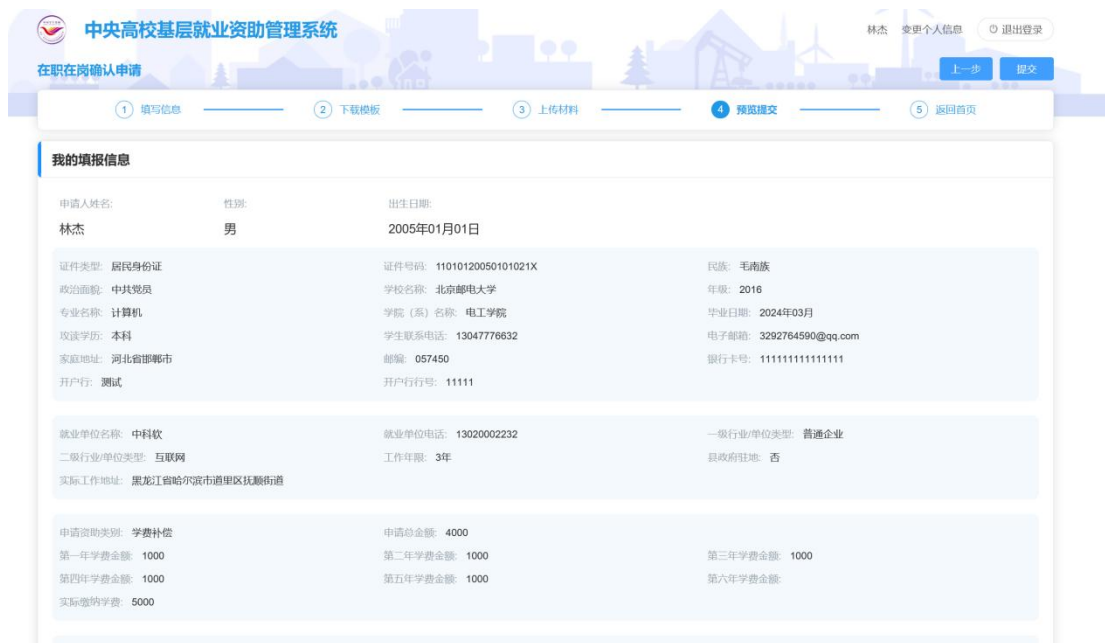 中央高校基层就业资助管理系统
林杰 变更个人信息 退出登录
在职在岗确认申请
上一步 提交
1 填写信息 2 下载模板 3 上传材料 4 预览提交 5 返回首页
我的填报信息
申请人姓名: 性别: 出生日期:
林杰 男 2005年01月01日
证件类型: 居民身份证 证件号码: 11010120050101021X 民族: 毛南族
政治面貌: 中共党员 学校名称: 北京邮电大学 年级: 2016
专业名称: 计算机 学院（系）名称: 电工学院 毕业日期: 2024年03月
攻读学历: 本科 学生联系电话: 13047776632 电子邮箱: 3292764590@qq.com
家庭地址: 河北省邯郸市 邮编: 057450 银行卡号: 111111111111111
开户行: 测试 开户行行号: 11111
就业单位名称: 中科软 就业单位电话: 13020002232 一级行业/单位类型: 普通企业
二级行业/单位类型: 互联网 工作年限: 3年 县政府驻地: 否
实际工作地址: 黑龙江省哈尔滨市道里区抚顺街道
申请资助类别: 学费补偿 申请总金额: 4000
第一年学费金额: 1000 第二年学费金额: 1000 第三年学费金额: 1000
第四年学费金额: 1000 第五年学费金额: 1000 第六年学费金额:
实际缴纳学费: 5000